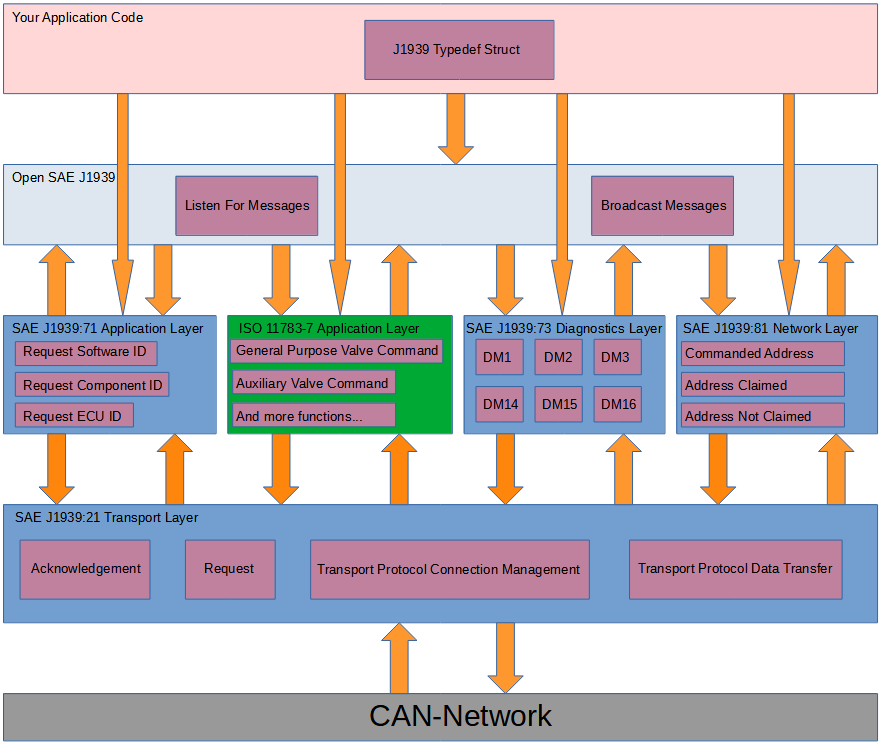 Your Application Code
J1939 Typedef Struct
Open SAE J1939
Listen For Messages
Broadcast Messages
SAE J1939:71 Application Layer
Request Software ID
Request Component ID
Request ECU ID
ISO 11783-7 Application Layer
General Purpose Valve Command
Auxiliary Valve Command
And more functions...
SAE J1939:73 Diagnostics Layer
DM1
DM2
DM3
DM14
DM15
DM16
SAE J1939:81 Network Layer
Commanded Address
Address Claimed
Address Not Claimed
SAE J1939:21 Transport Layer
Acknowledgement
Request
Transport Protocol Connection Management
Transport Protocol Data Transfer
CAN-Network